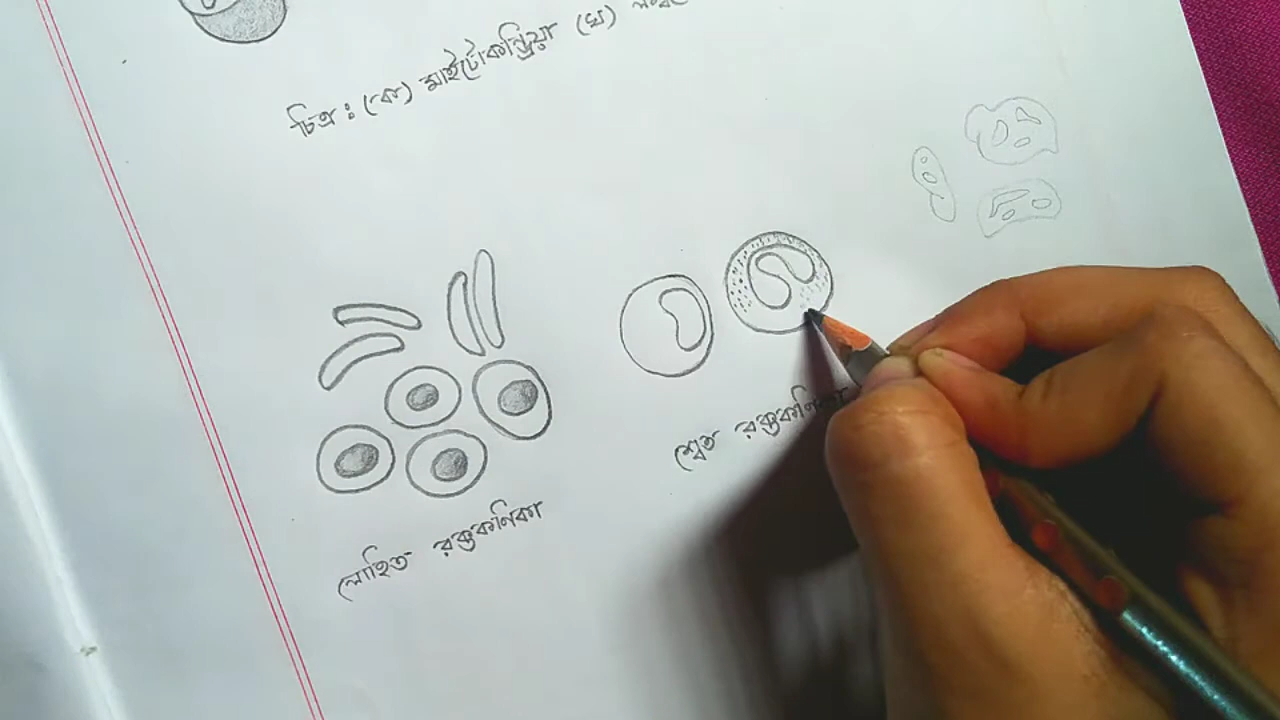 চিত্র : (ক) মাইটোকন্ড্রিয়া (খ)
শ্বেত রক্তকণিকা
লোহিত রক্তকণিকা